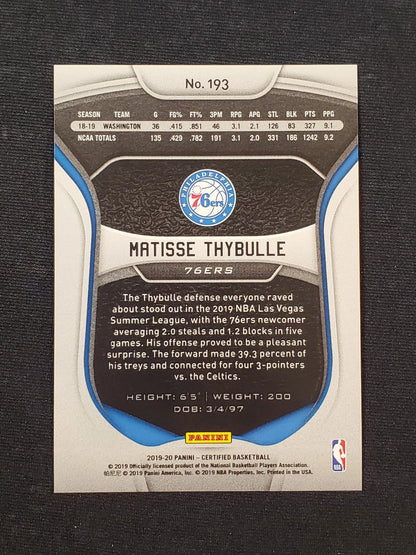 No. 193
SEASON TEAM G FG% FT% 3PM RPG APG STL BLK PTS PPG
18-19 WASHINGTON 36 .415 .851 46 3.1 2.1 126 83 327 9.1
NCAA TOTALS 135 .429 .782 191 3.1 2.0 331 186 1242 9.2
PHILADELPHIA
76ers
MATISSE THYBULLE
76ERS
The Thybulle defense everyone raved
about stood out in the 2019 NBA Las Vegas
Summer League, with the 76ers newcomer
averaging 2.0 steals and 1.2 blocks in five
games. His offense proved to be a pleasant
surprise. The forward made 39.3 percent of
his treys and connected for four 3-pointers
vs. the Celtics.
HEIGHT: 6'5" | WEIGHT: 200
DOB: 3/4/97
PANINI
NBA
2019-20 PANINI – CERTIFIED BASKETBALL
© 2019 Officially licensed product of the National Basketball Players Association.
帕尼尼 © 2019 Panini America, Inc. © 2019 NBA Properties, Inc. Printed in the USA.